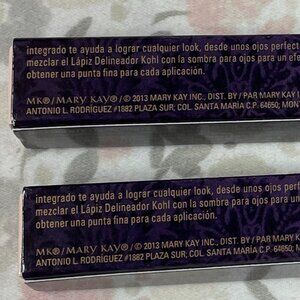 integrado te ayuda a lograr cualquier look, desde unos ojos perfect
mezclar el Lápiz Delineador Kohl con la sombra para ojos para un efe
obtener una punta fina para cada aplicación.
MK®/MARY KAY®/© 2013 MARY KAY INC., DIST. BY / PAR MARY KAY
ANTONIO L. RODRÍGUEZ #1882 PLAZA SUR, COL. SANTA MARÍA C.P. 64650; MON
integrado te ayuda a lograr cualquier look, desde unos ojos perf
mezclar el Lápiz Delineador Kohl con la sombra para ojos para un
obtener una punta fina para cada aplicación.
MK®/MARY KAY®/© 2013 MARY KAY INC., DIST. BY / PAR MARY K
ANTONIO L. RODRÍGUEZ #1882 PLAZA SUR, COL. SANTA MARÍA C.P. 64650; M